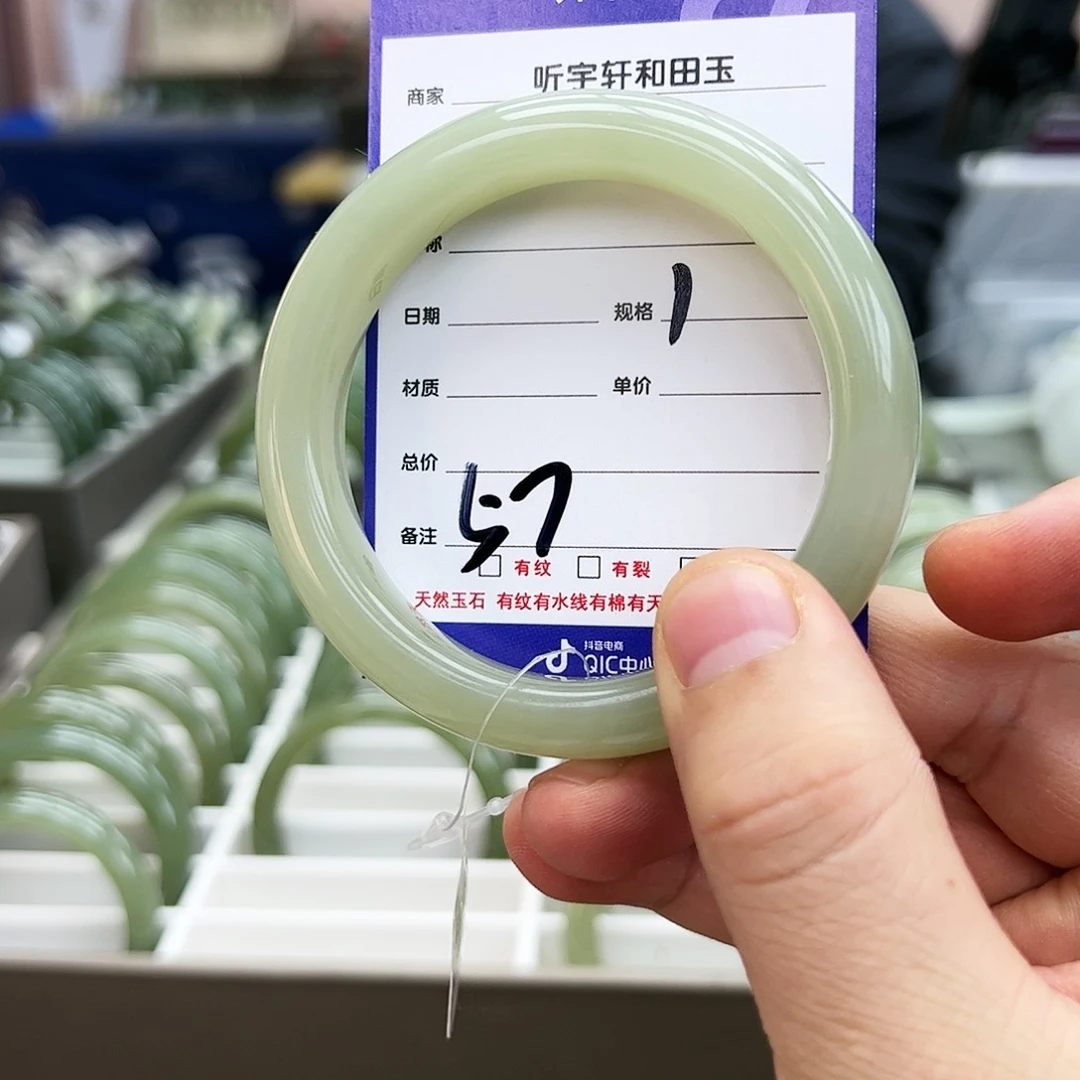 商家 听宇轩和田玉
称
日期 规格 1
材质 单价
总价
备注 57
有纹 有裂
天然玉石 有纹有水线有棉有天
抖音电商
QIC中心